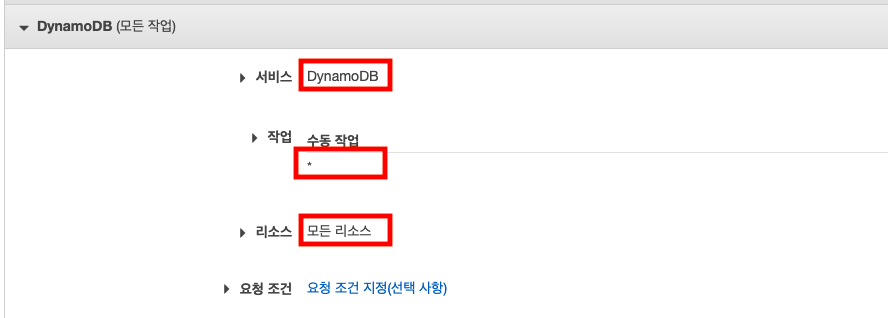 DynamoDB (모든 작업)
서비스 DynamoDB
작업 수동 작업
*
리소스 모든 리소스
요청 조건 요청 조건 지정(선택 사항)